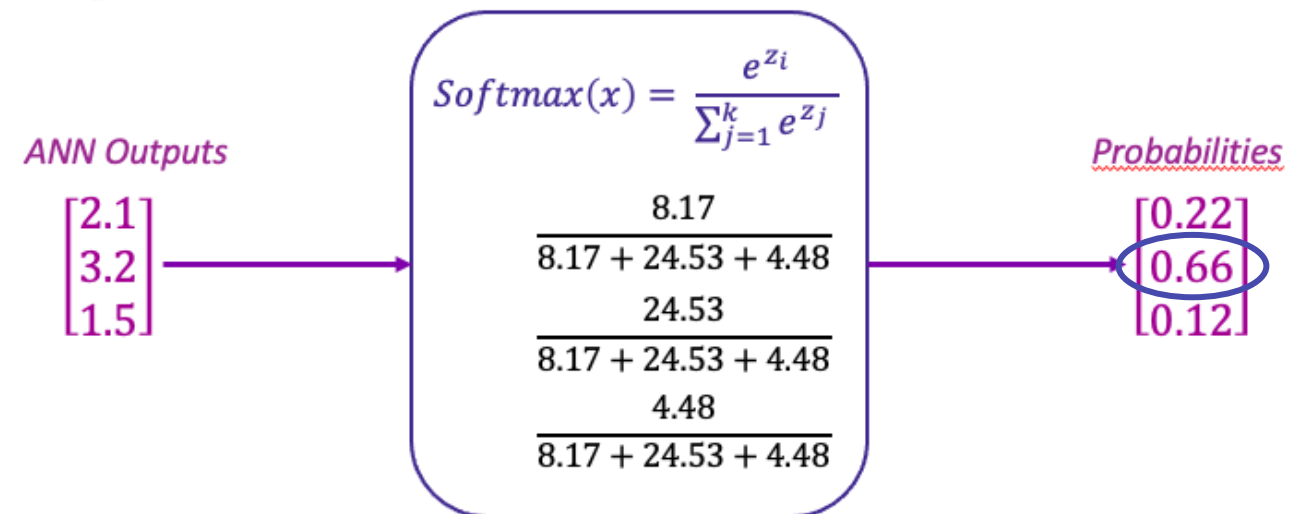 ANN Outputs
[2.1]
[3.2]
[1.5]
Softmax(x) = e^{z_i} / ∑_{j=1}^{k} e^{z_j}
8.17
8.17 + 24.53 + 4.48
24.53
8.17 + 24.53 + 4.48
4.48
8.17 + 24.53 + 4.48
Probabilities
[0.22]
[0.66]
[0.12]